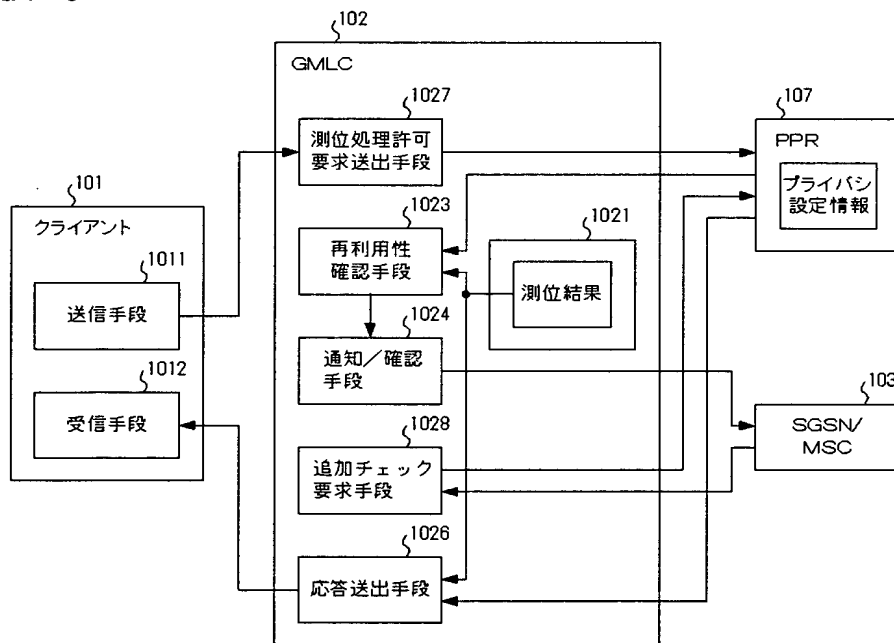 102
GMLC
1027
測位処理許可
要求送出手段
107
PPR
プライバシ
設定情報
101
クライアント
1011
送信手段
1012
受信手段
1023
再利用性
確認手段
1021
測位結果
1024
通知／確認
手段
103
SGSN/
MSC
1028
追加チェック
要求手段
1026
応答送出手段